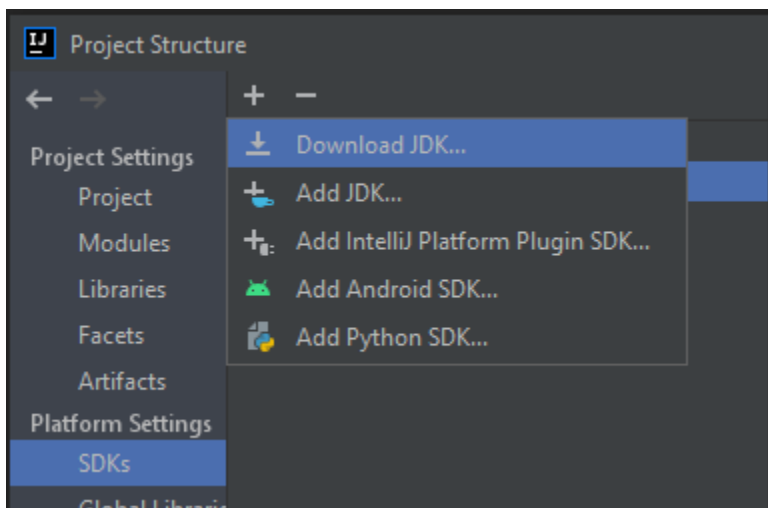 IJ
Project Structure
Project Settings
Project
Modules
Libraries
Facets
Artifacts
Platform Settings
SDKs
Download JDK...
Add JDK...
Add IntelliJ Platform Plugin SDK...
Add Android SDK...
Add Python SDK...